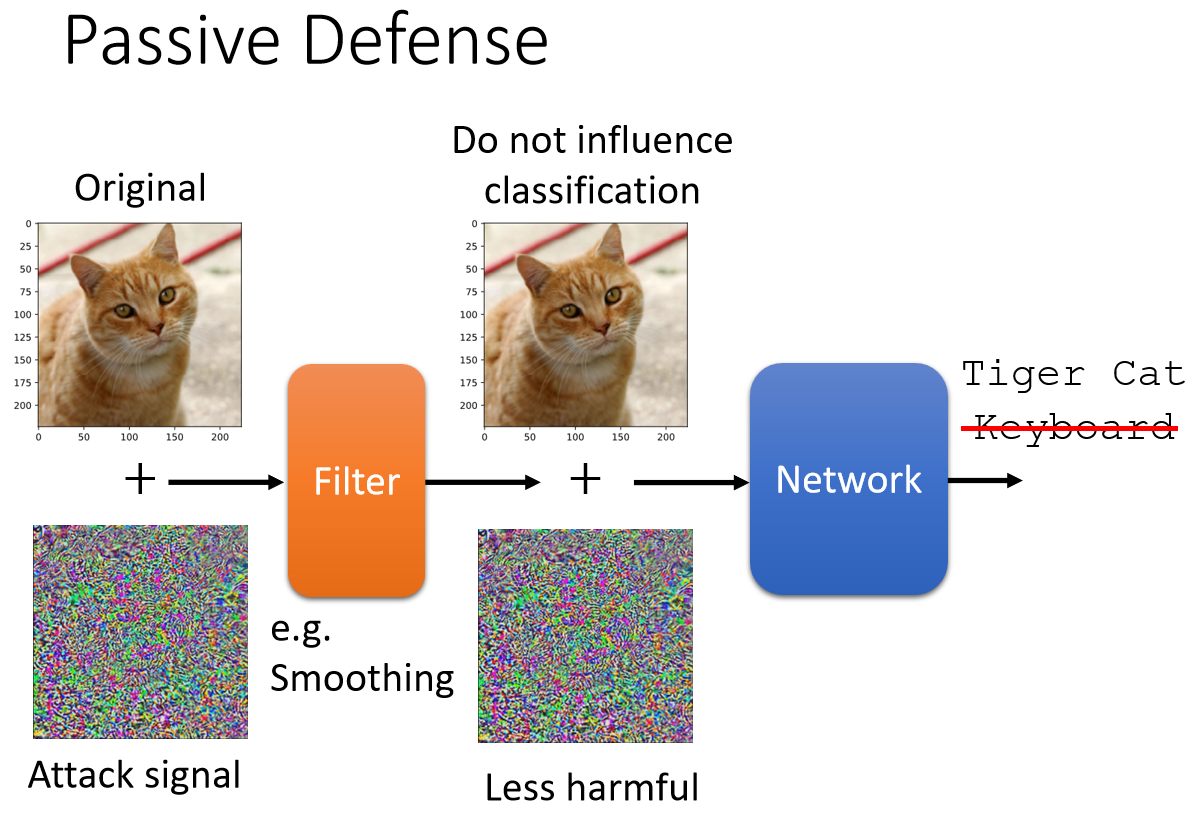 Passive Defense
Do not influence
classification
Original
0
25
50
75
100
125
150
175
200
0 50 100 150 200
0
25
50
75
100
125
150
175
200
0 50 100 150 200
Tiger Cat
Keyboard
+
Filter
+
Network
e.g.
Smoothing
Attack signal
Less harmful